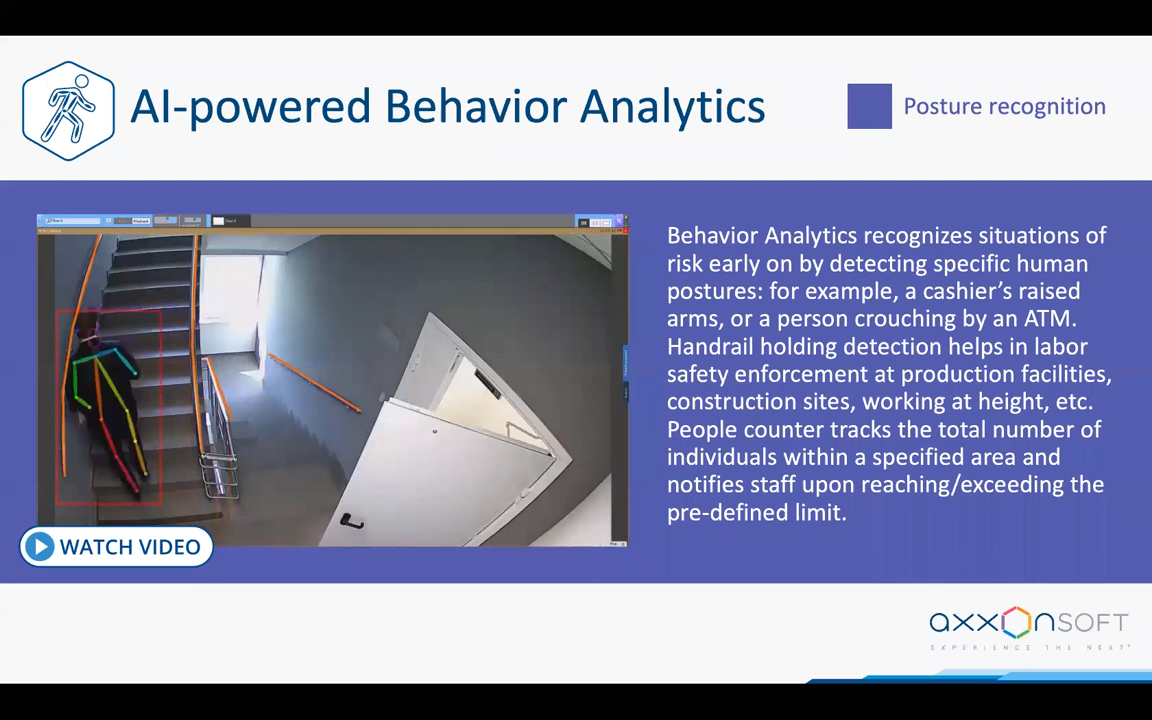 AI-powered Behavior Analytics
Posture recognition
Behavior Analytics recognizes situations of
risk early on by detecting specific human
postures: for example, a cashier’s raised
arms, or a person crouching by an ATM.
Handrail holding detection helps in labor
safety enforcement at production facilities,
construction sites, working at height, etc.
People counter tracks the total number of
individuals within a specified area and
notifies staff upon reaching/exceeding the
pre-defined limit.
WATCH VIDEO
axxonsoft
EXPERIENCE THE NEXT